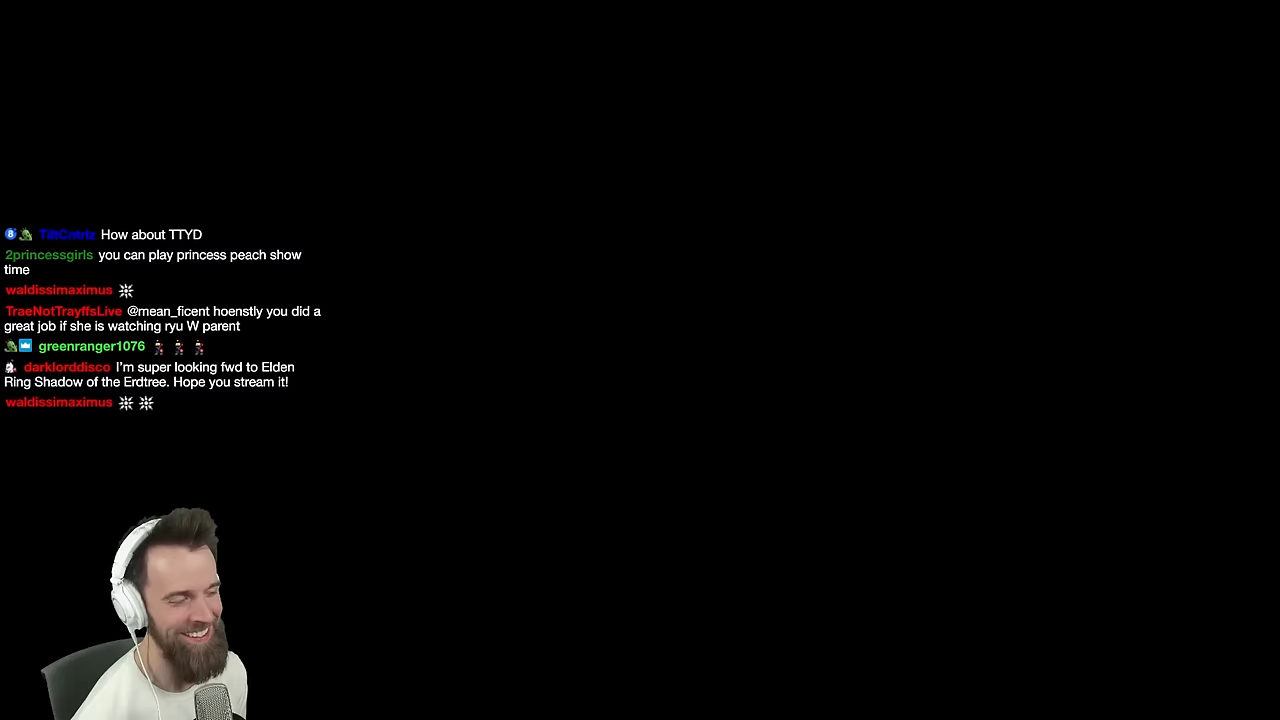 8 TiltCntrlz How about TTYD
2princessgirls you can play princess peach show
time
waldissimaximus
TraeNotTrayffsLive @mean_ficent hoenstly you did a
great job if she is watching ryu W parent
greenranger1076
darklorddisco I'm super looking fwd to Elden
Ring Shadow of the Erdtree. Hope you stream it!
waldissimaximus